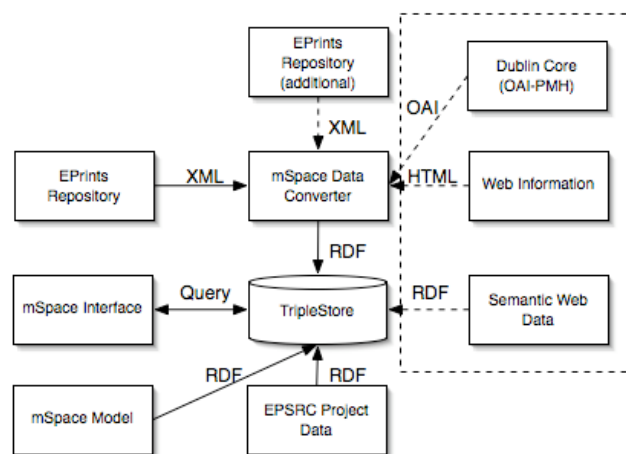 EPrints
Repository
(additional)
Dublin Core
(OAI-PMH)
OAI
XML
EPrints
Repository
XML
mSpace Data
Converter
HTML
Web Information
RDF
mSpace Interface
Query
TripleStore
RDF
Semantic Web
Data
RDF
RDF
mSpace Model
EPSRC Project
Data